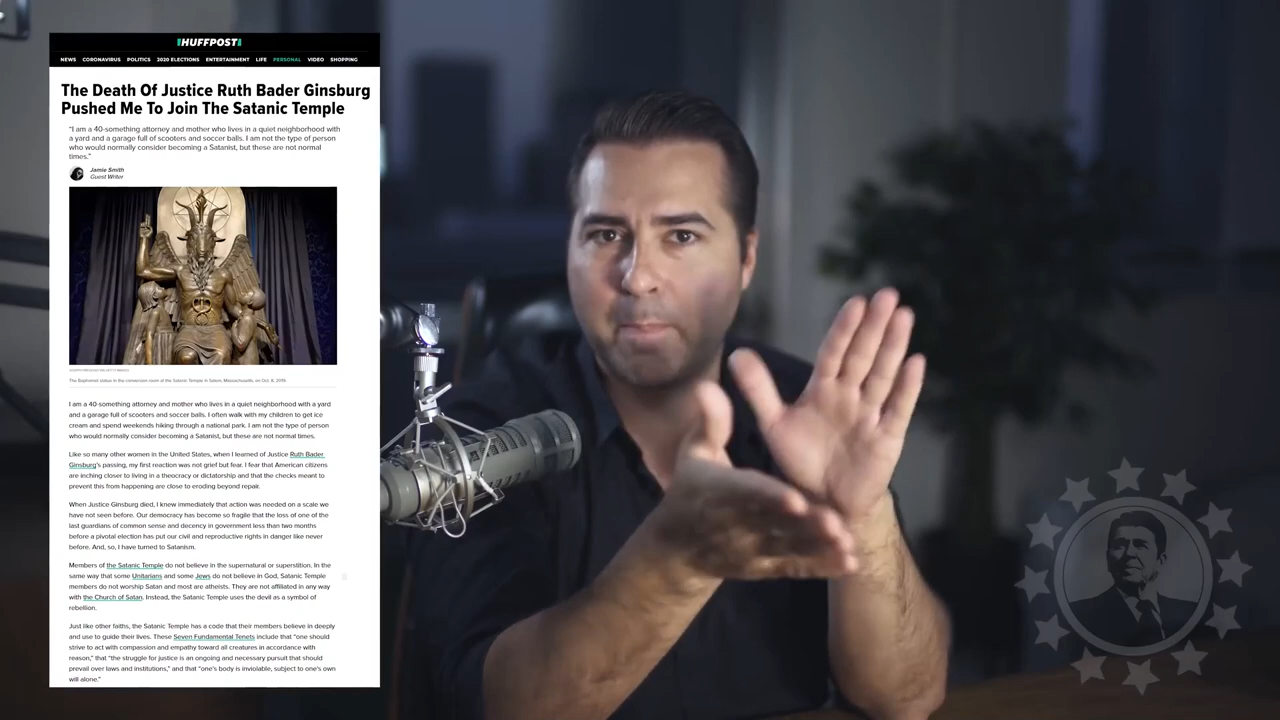 HUFFPOST
NEWS CORONAVIRUS POLITICS 2020 ELECTIONS ENTERTAINMENT LIFE PERSONAL VIDEO SHOPPING
The Death Of Justice Ruth Bader Ginsburg
Pushed Me To Join The Satanic Temple
“I am a 40-something attorney and mother who lives in a quiet neighborhood with
a yard and a garage full of scooters and soccer balls. I am not the type of person
who would normally consider becoming a Satanist, but these are not normal
times.”
Jamie Smith
Guest Writer
The Baphomet statue in the conversion room at the Satanic Temple in Salem, Massachusetts, on Oct. 8, 2019.
I am a 40-something attorney and mother who lives in a quiet neighborhood with a yard
and a garage full of scooters and soccer balls. I often walk with my children to get ice
cream and spend weekends hiking through a national park. I am not the type of person
who would normally consider becoming a Satanist, but these are not normal times.
Like so many other women in the United States, when I learned of Justice Ruth Bader
Ginsburg’s passing, my first reaction was not grief but fear. I fear that American citizens
are inching closer to living in a theocracy or dictatorship and that the checks meant to
prevent this from happening are close to eroding beyond repair.
When Justice Ginsburg died, I knew immediately that action was needed on a scale we
have not seen before. Our democracy has become so fragile that the loss of one of the
last guardians of common sense and decency in government less than two months
before a pivotal election has put our civil and reproductive rights in danger like never
before. And, so, I have turned to Satanism.
Members of the Satanic Temple do not believe in the supernatural or superstition. In the
same way that some Unitarians and some Jews do not believe in God, Satanic Temple
members do not worship Satan and most are atheists. They are not affiliated in any way
with the Church of Satan. Instead, the Satanic Temple uses the devil as a symbol of
rebellion.
Just like other faiths, the Satanic Temple has a code that their members believe in deeply
and use to guide their lives. These Seven Fundamental Tenets include that “one should
strive to act with compassion and empathy toward all creatures in accordance with
reason,” that “the struggle for justice is an ongoing and necessary pursuit that should
prevail over laws and institutions,” and that “one’s body is inviolable, subject to one’s own
will alone.”